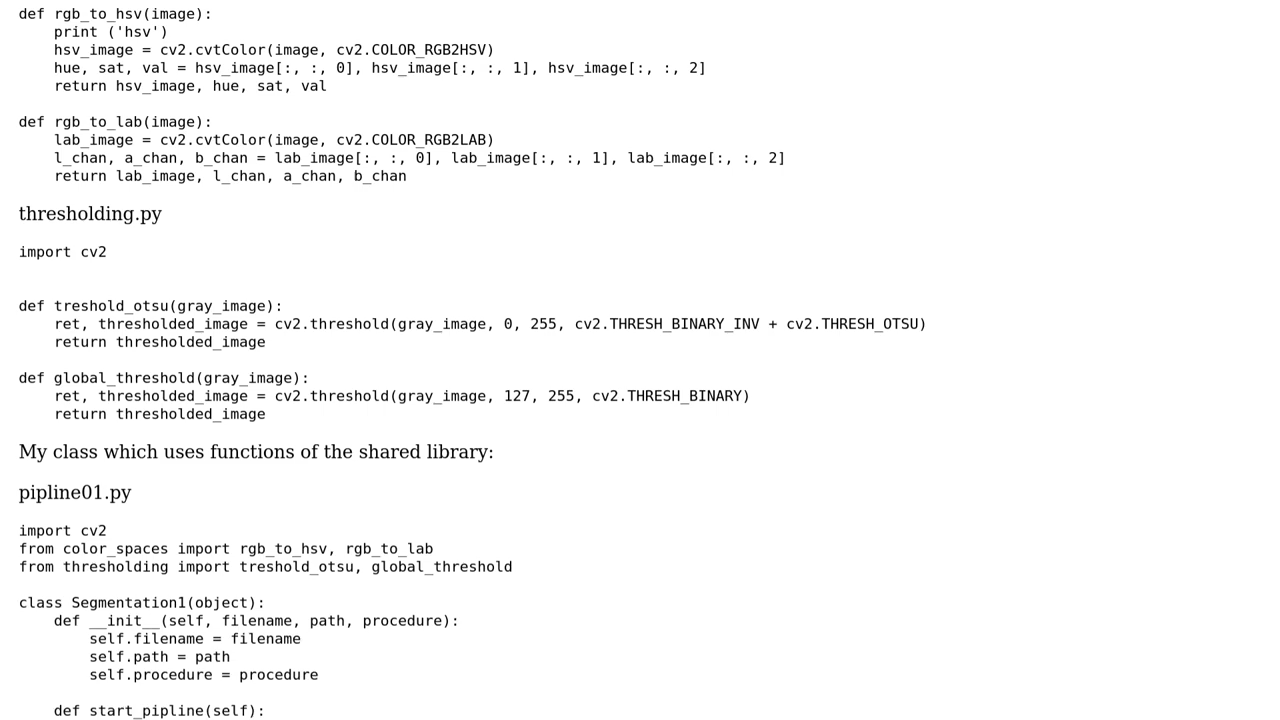 def rgb_to_hsv(image):
    print ('hsv')
    hsv_image = cv2.cvtColor(image, cv2.COLOR_RGB2HSV)
    hue, sat, val = hsv_image[:, :, 0], hsv_image[:, :, 1], hsv_image[:, :, 2]
    return hsv_image, hue, sat, val

def rgb_to_lab(image):
    lab_image = cv2.cvtColor(image, cv2.COLOR_RGB2LAB)
    l_chan, a_chan, b_chan = lab_image[:, :, 0], lab_image[:, :, 1], lab_image[:, :, 2]
    return lab_image, l_chan, a_chan, b_chan

thresholding.py

import cv2


def treshold_otsu(gray_image):
    ret, thresholded_image = cv2.threshold(gray_image, 0, 255, cv2.THRESH_BINARY_INV + cv2.THRESH_OTSU)
    return thresholded_image

def global_threshold(gray_image):
    ret, thresholded_image = cv2.threshold(gray_image, 127, 255, cv2.THRESH_BINARY)
    return thresholded_image

My class which uses functions of the shared library:

pipline01.py

import cv2
from color_spaces import rgb_to_hsv, rgb_to_lab
from thresholding import treshold_otsu, global_threshold

class Segmentation1(object):
    def __init__(self, filename, path, procedure):
        self.filename = filename
        self.path = path
        self.procedure = procedure

    def start_pipline(self):